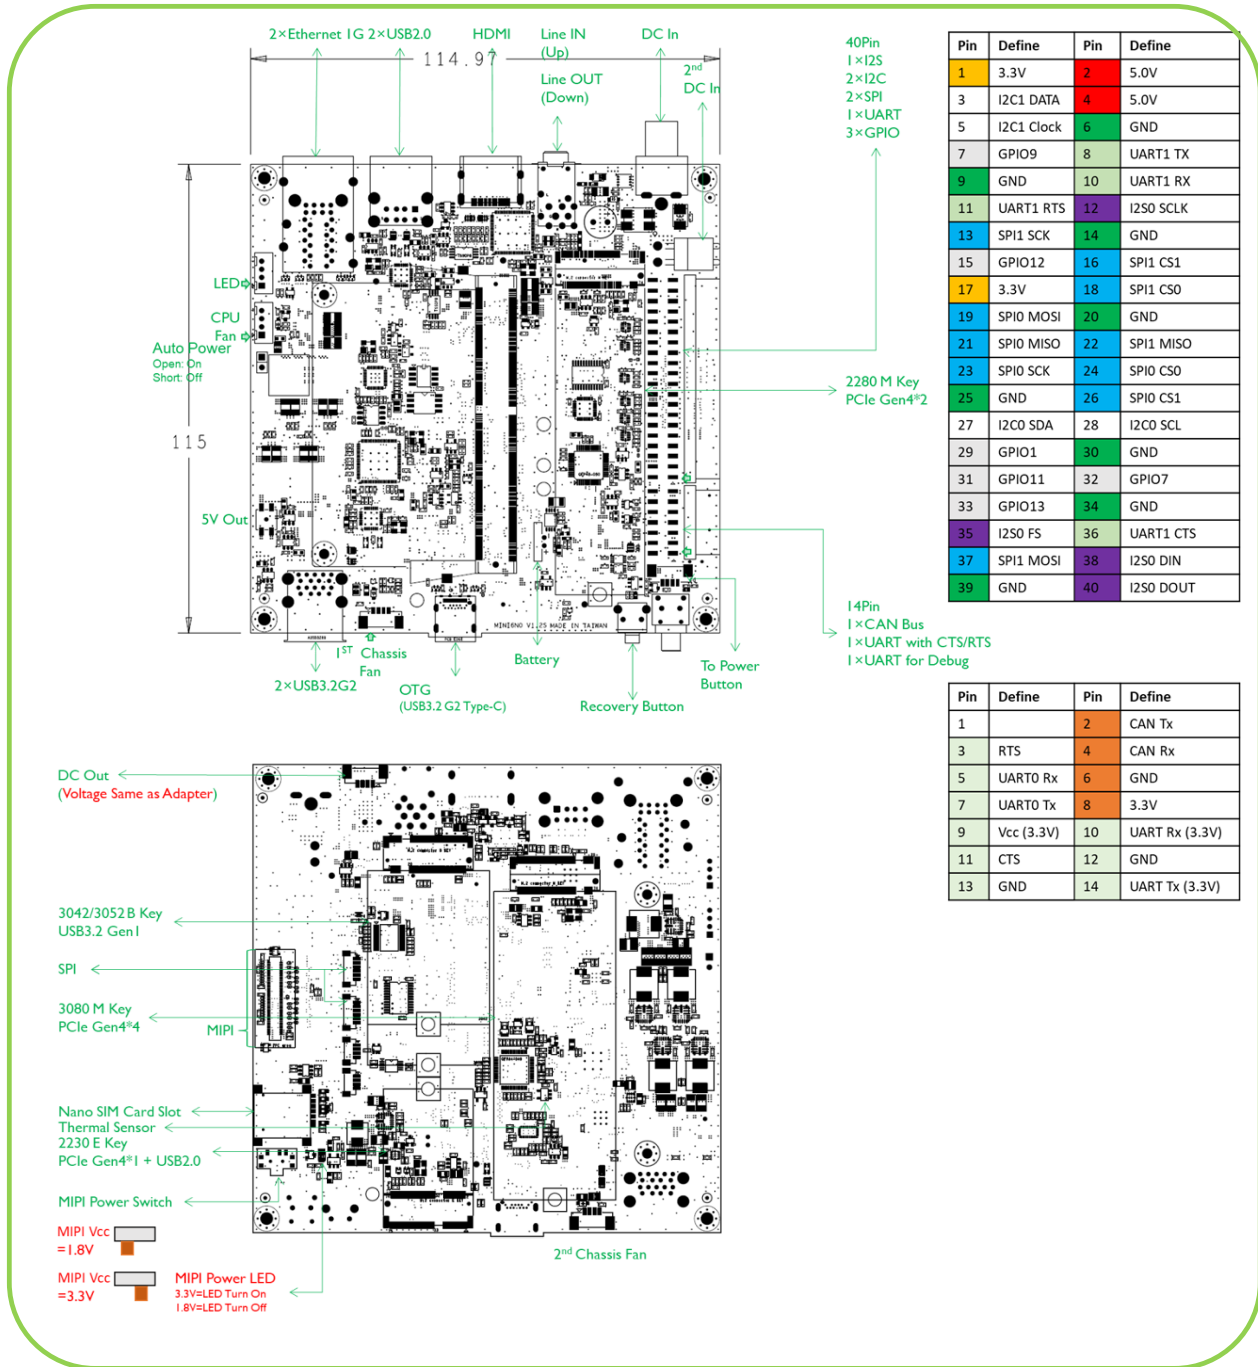 2×Ethernet 1G 2×USB2.0
HDMI
Line IN
(Up)
DC In
114.97
Line OUT
(Down)
2nd
DC In
40Pin
1×I2S
2×I2C
2×SPI
1×UART
3×GPIO
LED
CPU
Fan
Auto Power
Open: On
Short: Off
115
5V Out
2280 M Key
PCIe Gen4*2
MINI6NO V1.2S MADE IN TAIWAN
1ST Chassis
Fan
2×USB3.2G2
OTG
(USB3.2 G2 Type-C)
Battery
Recovery Button
To Power
Button
14Pin
1×CAN Bus
1×UART with CTS/RTS
1×UART for Debug
Pin Define Pin Define
1 3.3V 2 5.0V
3 I2C1 DATA 4 5.0V
5 I2C1 Clock 6 GND
7 GPIO9 8 UART1 TX
9 GND 10 UART1 RX
11 UART1 RTS 12 I2S0 SCLK
13 SPI1 SCK 14 GND
15 GPIO12 16 SPI1 CS1
17 3.3V 18 SPI1 CS0
19 SPI0 MOSI 20 GND
21 SPI0 MISO 22 SPI1 MISO
23 SPI0 SCK 24 SPI0 CS0
25 GND 26 SPI0 CS1
27 I2C0 SDA 28 I2C0 SCL
29 GPIO1 30 GND
31 GPIO11 32 GPIO7
33 GPIO13 34 GND
35 I2S0 FS 36 UART1 CTS
37 SPI1 MOSI 38 I2S0 DIN
39 GND 40 I2S0 DOUT
Pin Define Pin Define
1 2 CAN Tx
3 RTS 4 CAN Rx
5 UART0 Rx 6 GND
7 UART0 Tx 8 3.3V
9 Vcc (3.3V) 10 UART Rx (3.3V)
11 CTS 12 GND
13 GND 14 UART Tx (3.3V)
DC Out
(Voltage Same as Adapter)
3042/3052 B Key
USB3.2 Gen1
SPI
3080 M Key
PCIe Gen4*4
MIPI
Nano SIM Card Slot
Thermal Sensor
2230 E Key
PCIe Gen4*1 + USB2.0
MIPI Power Switch
MIPI Vcc
=1.8V
MIPI Vcc
=3.3V
MIPI Power LED
3.3V=LED Turn On
1.8V=LED Turn Off
2nd Chassis Fan